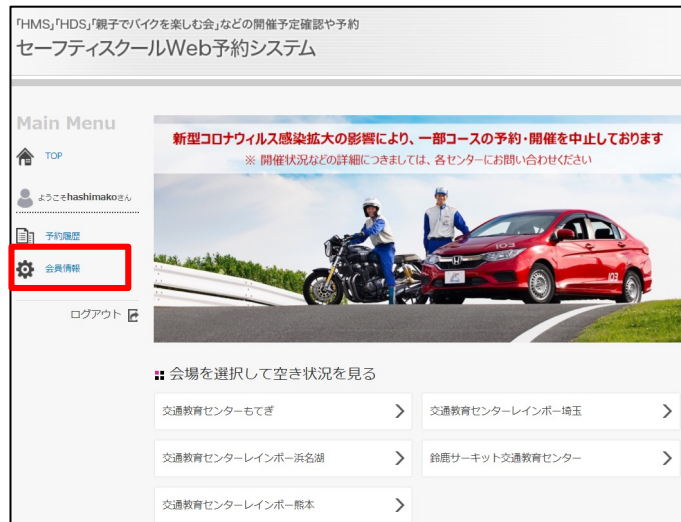 「HMS」「HDS」「親子でバイクを楽しむ会」などの開催予定確認や予約
セーフティスクールWeb予約システム
Main Menu
TOP
ようこそhashimakoさん
予約履歴
会員情報
ログアウト
新型コロナウィルス感染拡大の影響により、一部コースの予約・開催を中止しております
※ 開催状況などの詳細につきましては、各センターにお問い合わせください
103
103
会場を選択して空き状況を見る
交通教育センターもてぎ
交通教育センターレインボー埼玉
交通教育センターレインボー浜名湖
鈴鹿サーキット交通教育センター
交通教育センターレインボー熊本